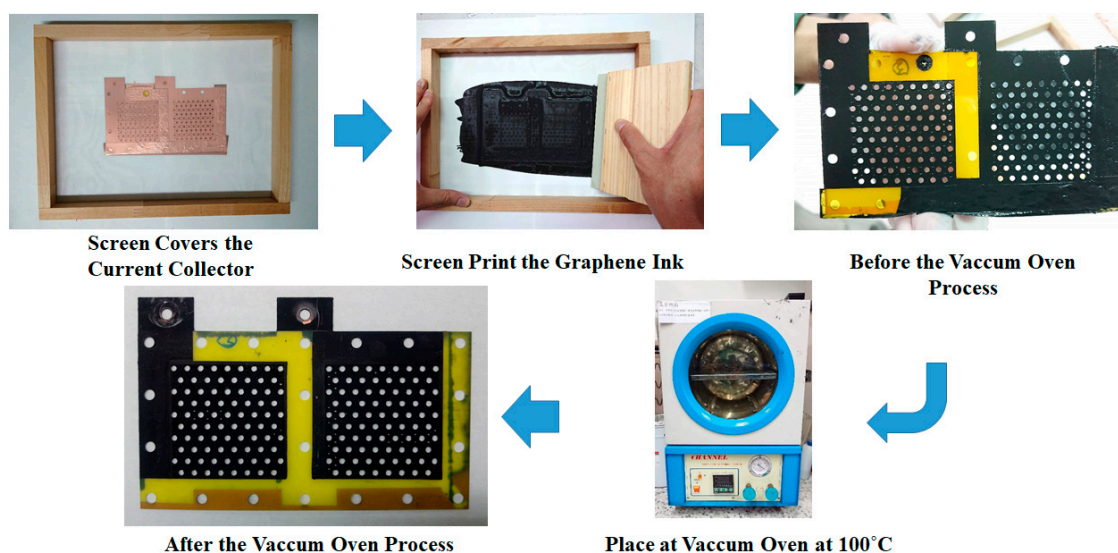 Screen Covers the
Current Collector
Screen Print the Graphene Ink
Before the Vaccum Oven
Process
CHANNEL
After the Vaccum Oven Process
Place at Vaccum Oven at 100˚C